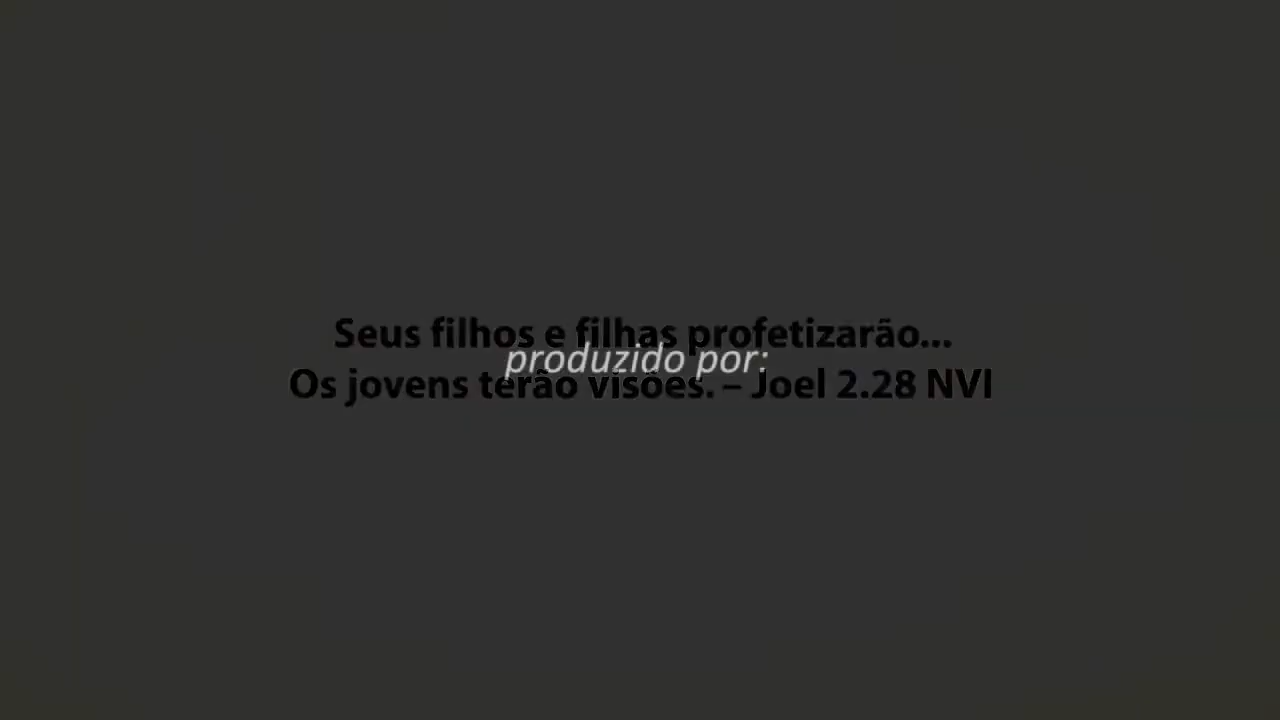 Seus filhos e filhas profetizarão...
produzido por:
Os jovens terão visões. – Joel 2.28 NVI